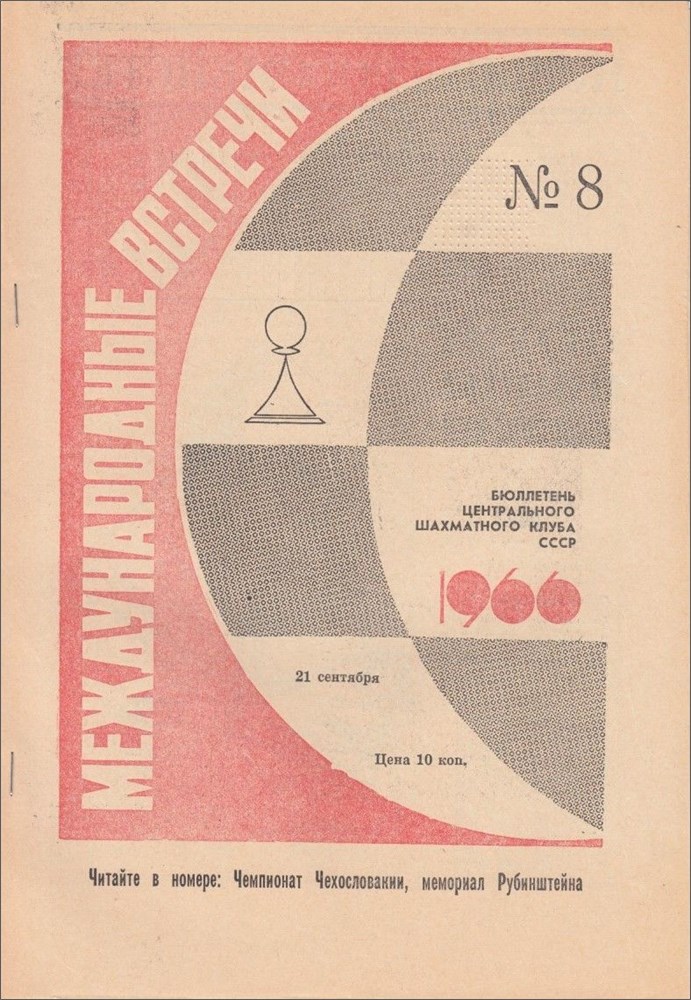 МЕЖДУНАРОДНЫЕ
ВСТРЕЧИ
№ 8
БЮЛЛЕТЕНЬ
ЦЕНТРАЛЬНОГО
ШАХМАТНОГО КЛУБА
СССР
1966
21 сентября
Цена 10 коп.
Читайте в номере: Чемпионат Чехословакии, мемориал Рубинштейна